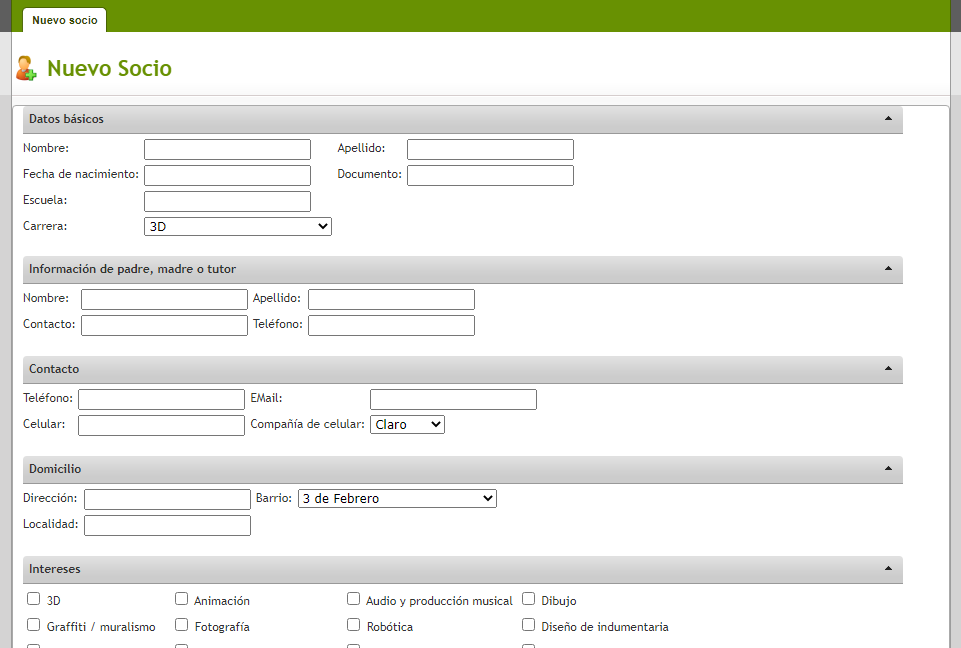 Nuevo socio
Nuevo Socio
Datos básicos
Nombre: Apellido:
Fecha de nacimiento: Documento:
Escuela:
Carrera: 3D
Información de padre, madre o tutor
Nombre: Apellido:
Contacto: Teléfono:
Contacto
Teléfono: EMail:
Celular: Compañía de celular: Claro
Domicilio
Dirección: Barrio: 3 de Febrero
Localidad:
Intereses
3D Animación Audio y producción musical Dibujo
Graffiti / muralismo Fotografía Robótica Diseño de indumentaria